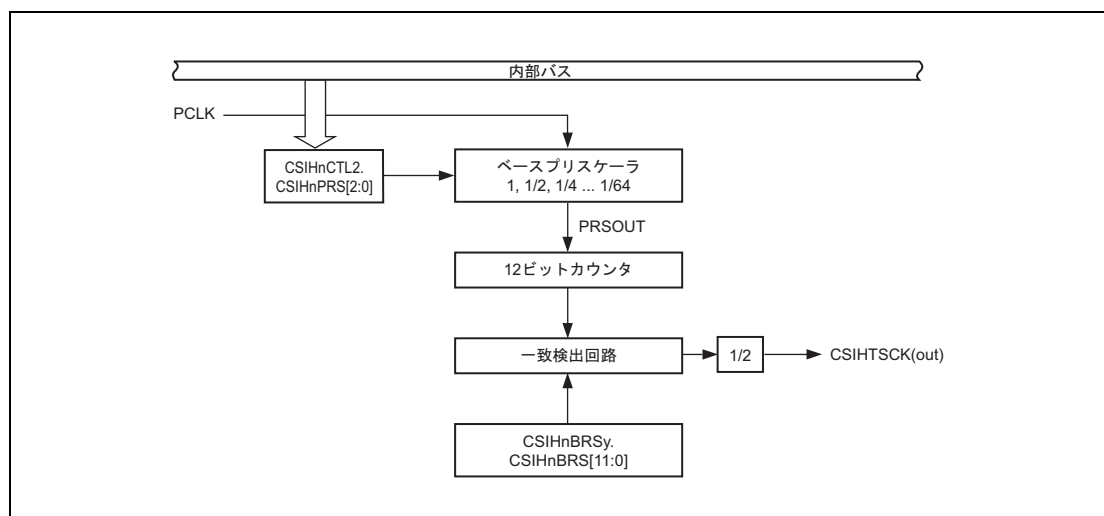 内部バス
PCLK
CSIHnCTL2.
CSIHnPRS[2:0]
ベースプリスケーラ
1, 1/2, 1/4 ... 1/64
PRSOUT
12ビットカウンタ
一致検出回路
1/2
CSIHTSCK(out)
CSIHnBRSy.
CSIHnBRS[11:0]